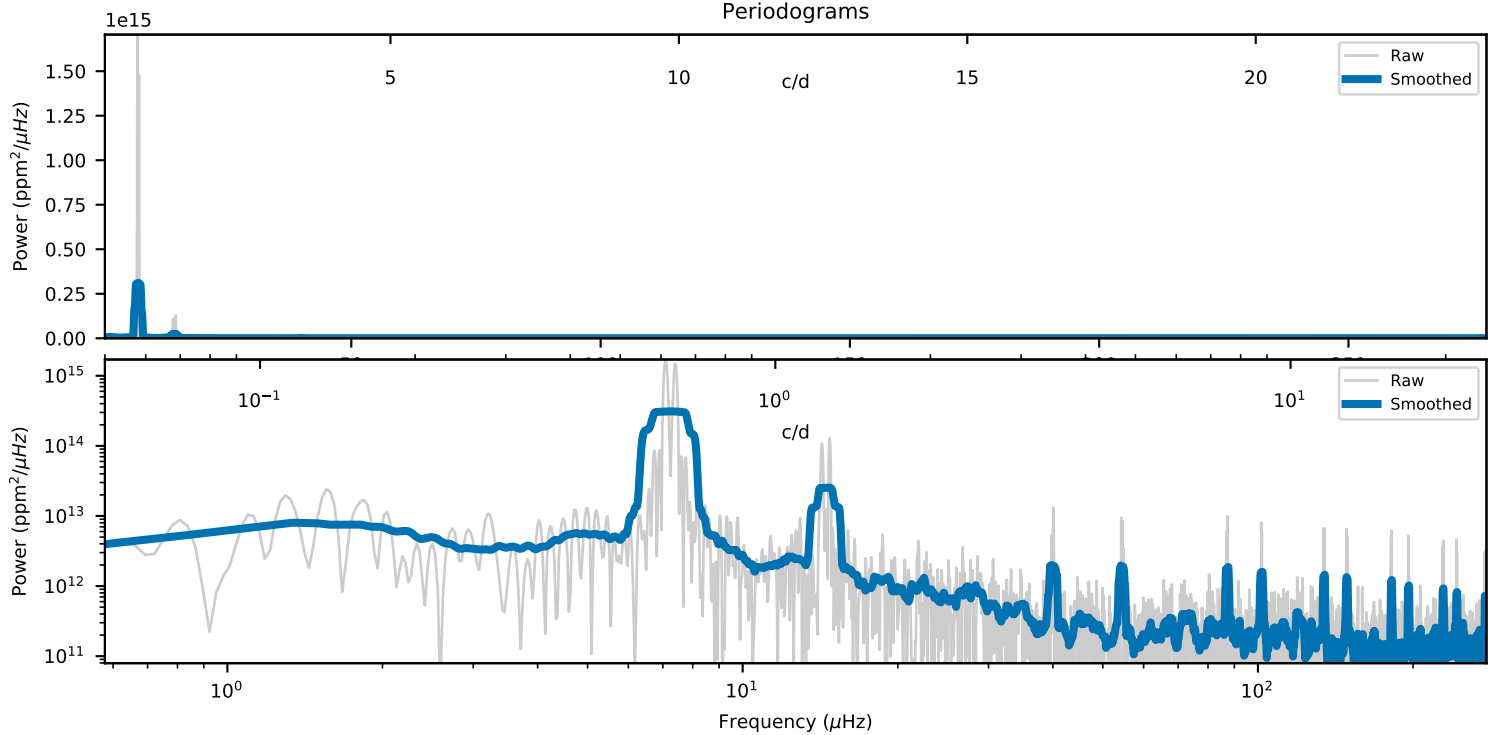 Periodograms
1e15
Power (ppm²/μHz)
1.50
1.25
1.00
0.75
0.50
0.25
0.00
5
10
15
20
c/d
Raw
Smoothed
Power (ppm²/μHz)
10¹⁵
10¹⁴
10¹³
10¹²
10¹¹
10⁻¹
10⁰
10¹
c/d
Raw
Smoothed
10⁰
10¹
10²
Frequency (μHz)